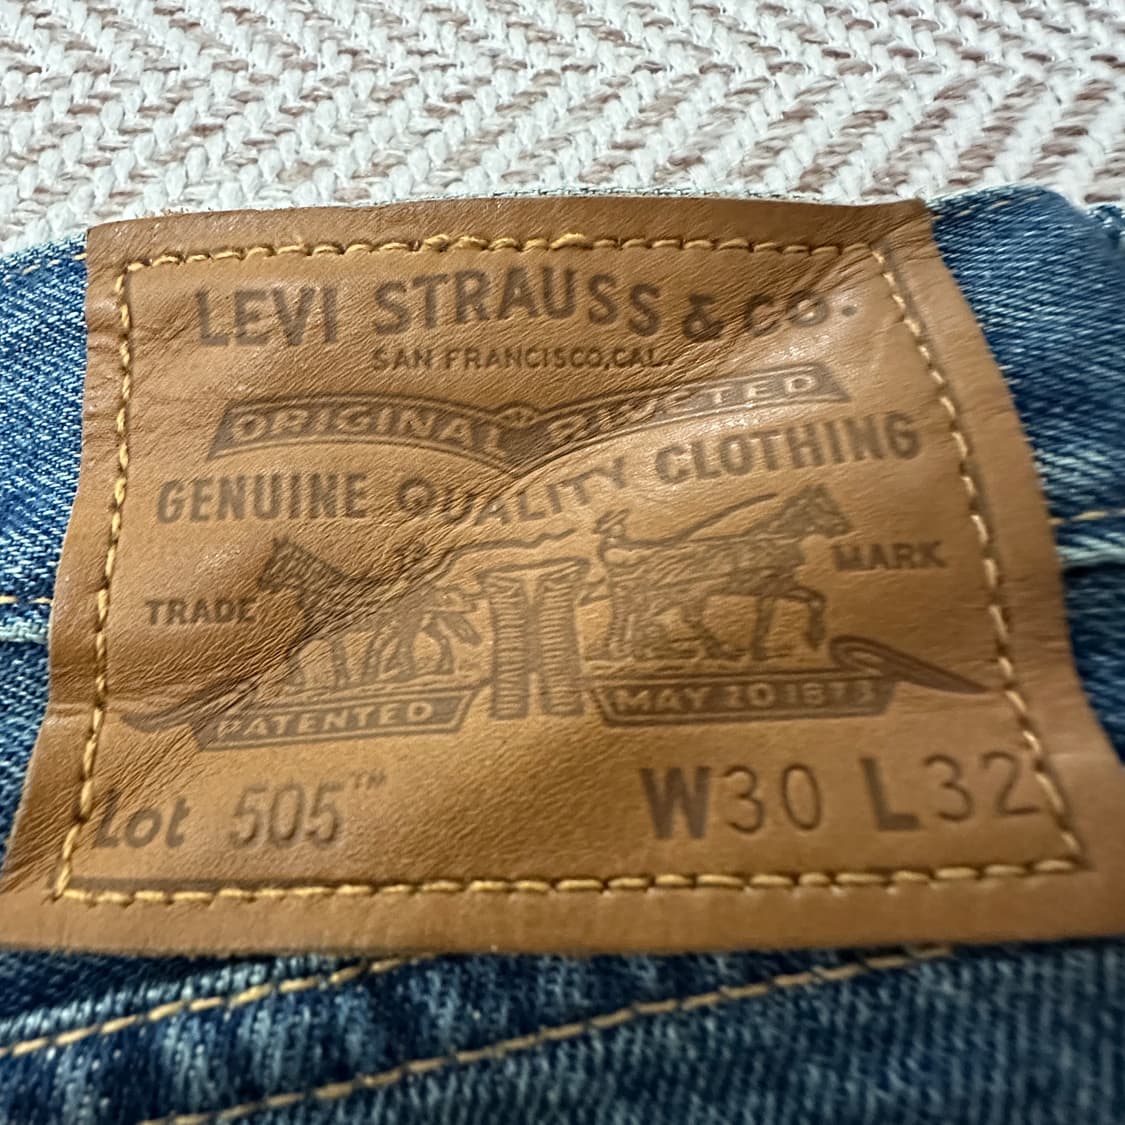 LEVI STRAUSS & CO.
SAN FRANCISCO, CAL.
ORIGINAL RIVETED
GENUINE QUALITY CLOTHING
TRADE MARK
PATENTED MAY 20 1873
Lot 505™ W30 L32